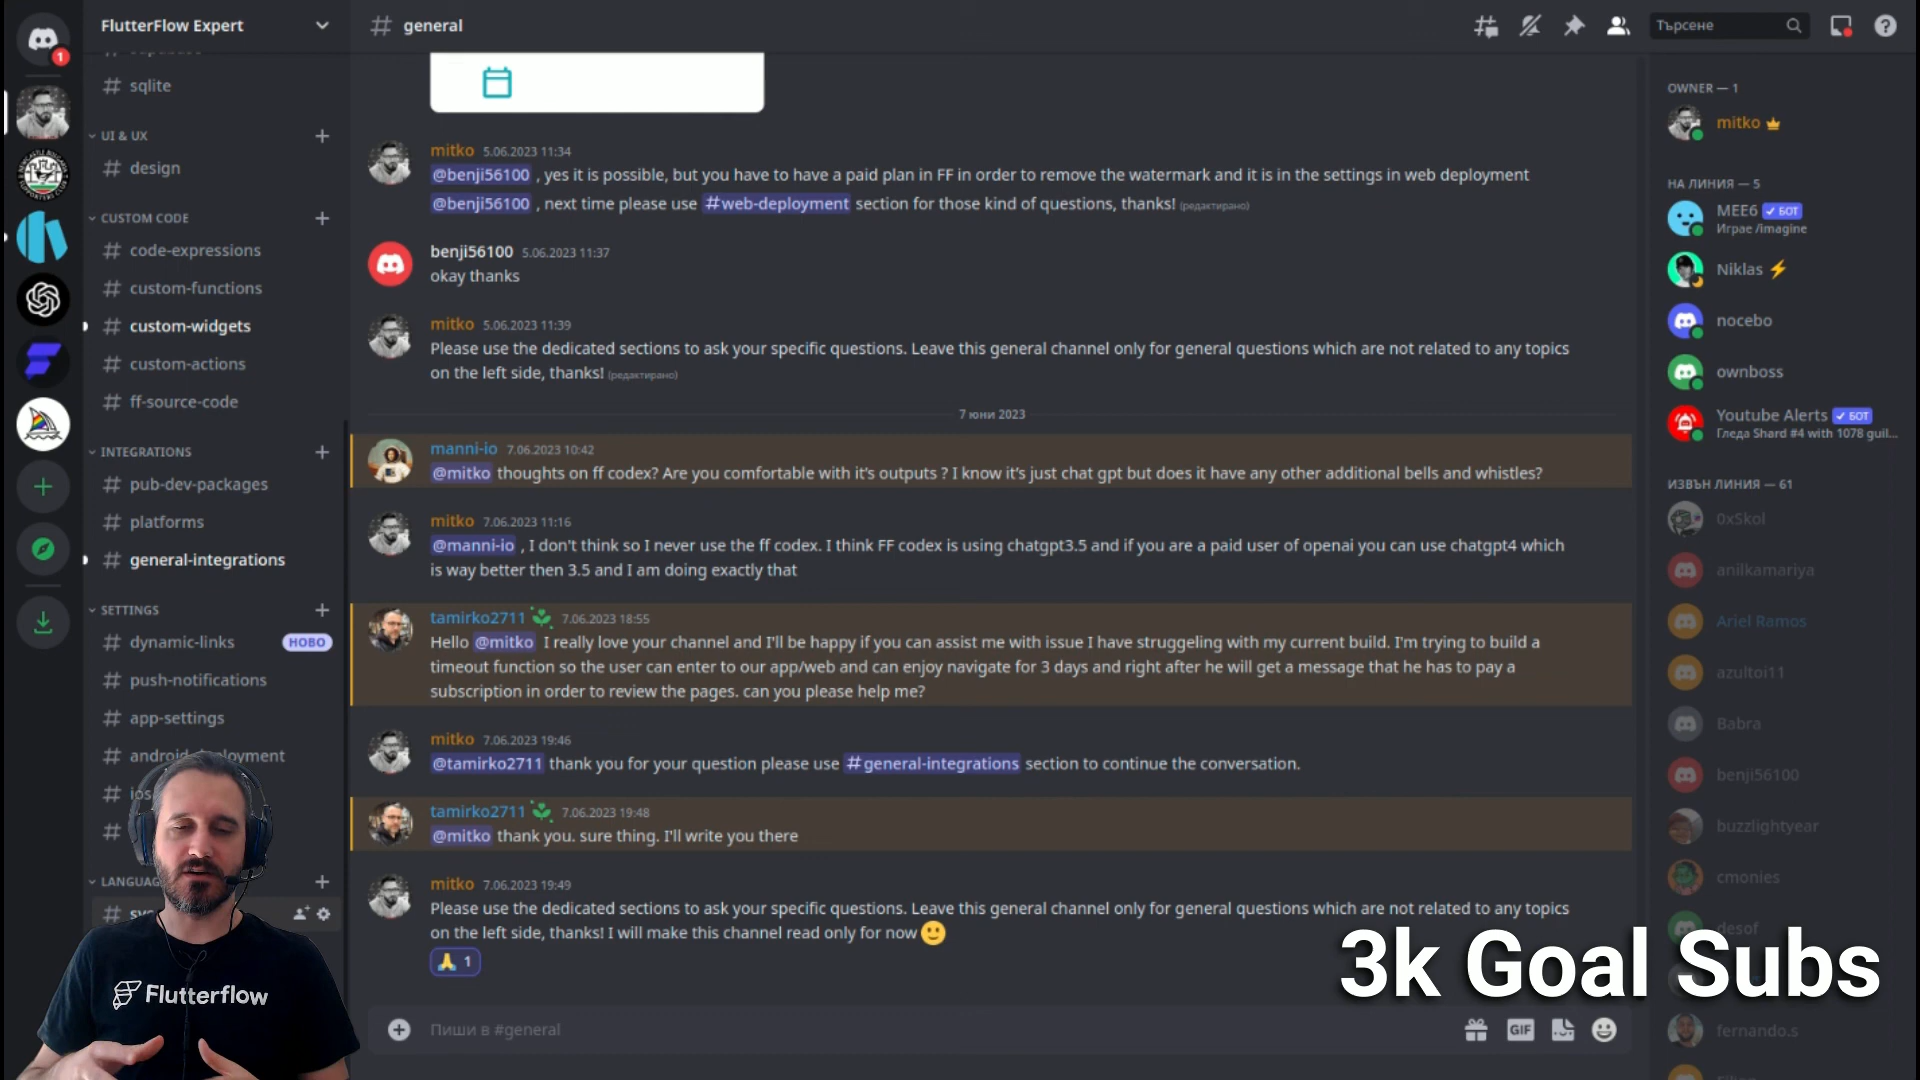 FlutterFlow Expert
1
sqlite
UI & UX
design
CUSTOM CODE
code-expressions
custom-functions
custom-widgets
custom-actions
ff-source-code
INTEGRATIONS
pub-dev-packages
platforms
general-integrations
SETTINGS
dynamic-links
НОВО
push-notifications
app-settings
ios
Flutterflow
general
Търсене
mitko 5.06.2023 11:34
@benji56100 , yes it is possible, but you have to have a paid plan in FF in order to remove the watermark and it is in the settings in web deployment
@benji56100 , next time please use #web-deployment section for those kind of questions, thanks! (редактирано)
benji56100 5.06.2023 11:37
okay thanks
mitko 5.06.2023 11:39
Please use the dedicated sections to ask your specific questions. Leave this general channel only for general questions which are not related to any topics
on the left side, thanks! (редактирано)
7 юни 2023
manni-io 7.06.2023 10:42
@mitko thoughts on ff codex? Are you comfortable with it's outputs ? I know it's just chat gpt but does it have any other additional bells and whistles?
mitko 7.06.2023 11:16
@manni-io , I don't think so I never use the ff codex. I think FF codex is using chatgpt3.5 and if you are a paid user of openai you can use chatgpt4 which
is way better then 3.5 and I am doing exactly that
tamirko2711 7.06.2023 18:55
Hello @mitko I really love your channel and I'll be happy if you can assist me with issue I have struggeling with my current build. I'm trying to build a
timeout function so the user can enter to our app/web and can enjoy navigate for 3 days and right after he will get a message that he has to pay a
subscription in order to review the pages. can you please help me?
mitko 7.06.2023 19:46
@tamirko2711 thank you for your question please use #general-integrations section to continue the conversation.
tamirko2711 7.06.2023 19:48
@mitko thank you. sure thing. I'll write you there
mitko 7.06.2023 19:49
Please use the dedicated sections to ask your specific questions. Leave this general channel only for general questions which are not related to any topics
on the left side, thanks! I will make this channel read only for now
1
Пиши в #general
GIF
OWNER — 1
mitko
НА ЛИНИЯ — 5
MEE6 БОТ
Играе /imagine
Niklas
nocebo
ownboss
Youtube Alerts БОТ
Гледа Shard #4 with 1078 guil...
ИЗВЪН ЛИНИЯ — 61
0xSkol
anilkamariya
Ariel Ramos
azultoi11
Babra
benji56100
buzzlightyear
cmonies
desof
fernando.s
3k Goal Subs